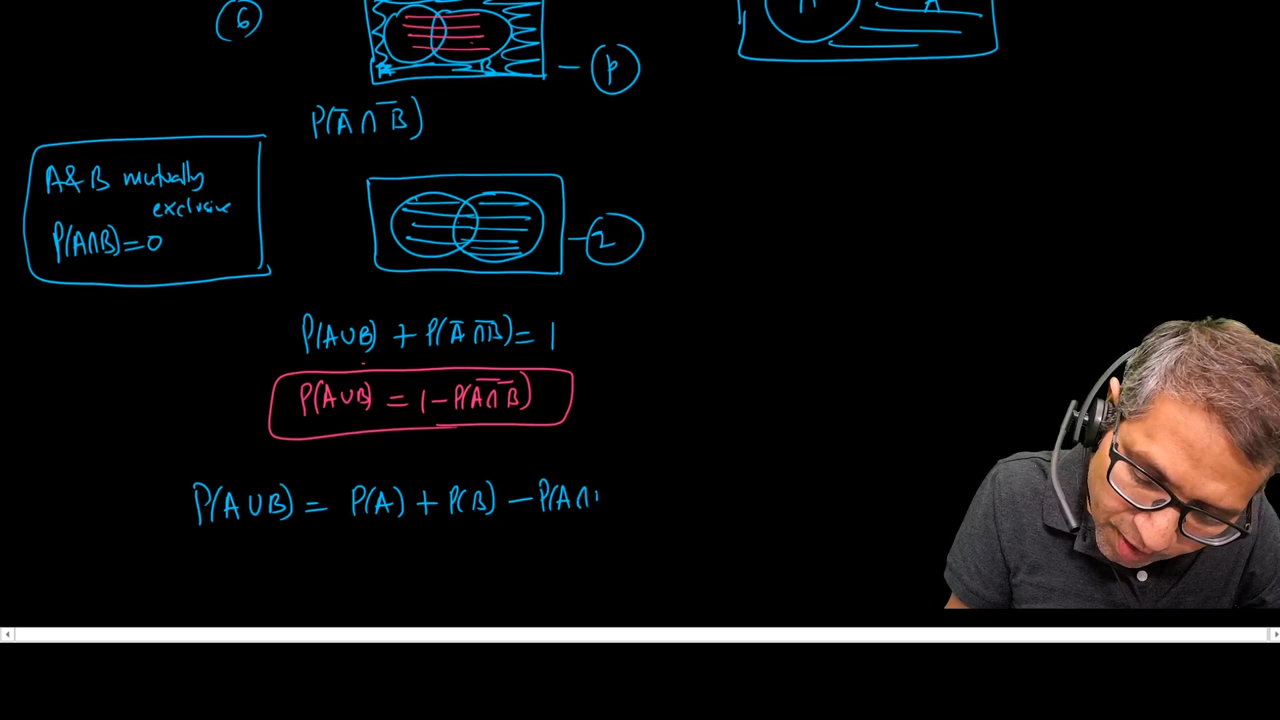 6
A
P
P(A̅ ∩ B̅)
A&B mutually
exclusive
P(A∩B)=0
2
P(A∪B) + P(A̅ ∩ B̅) = 1
P(A∪B) = 1 - P(A̅ ∩ B̅)
P(A∪B) = P(A) + P(B) - P(A∩